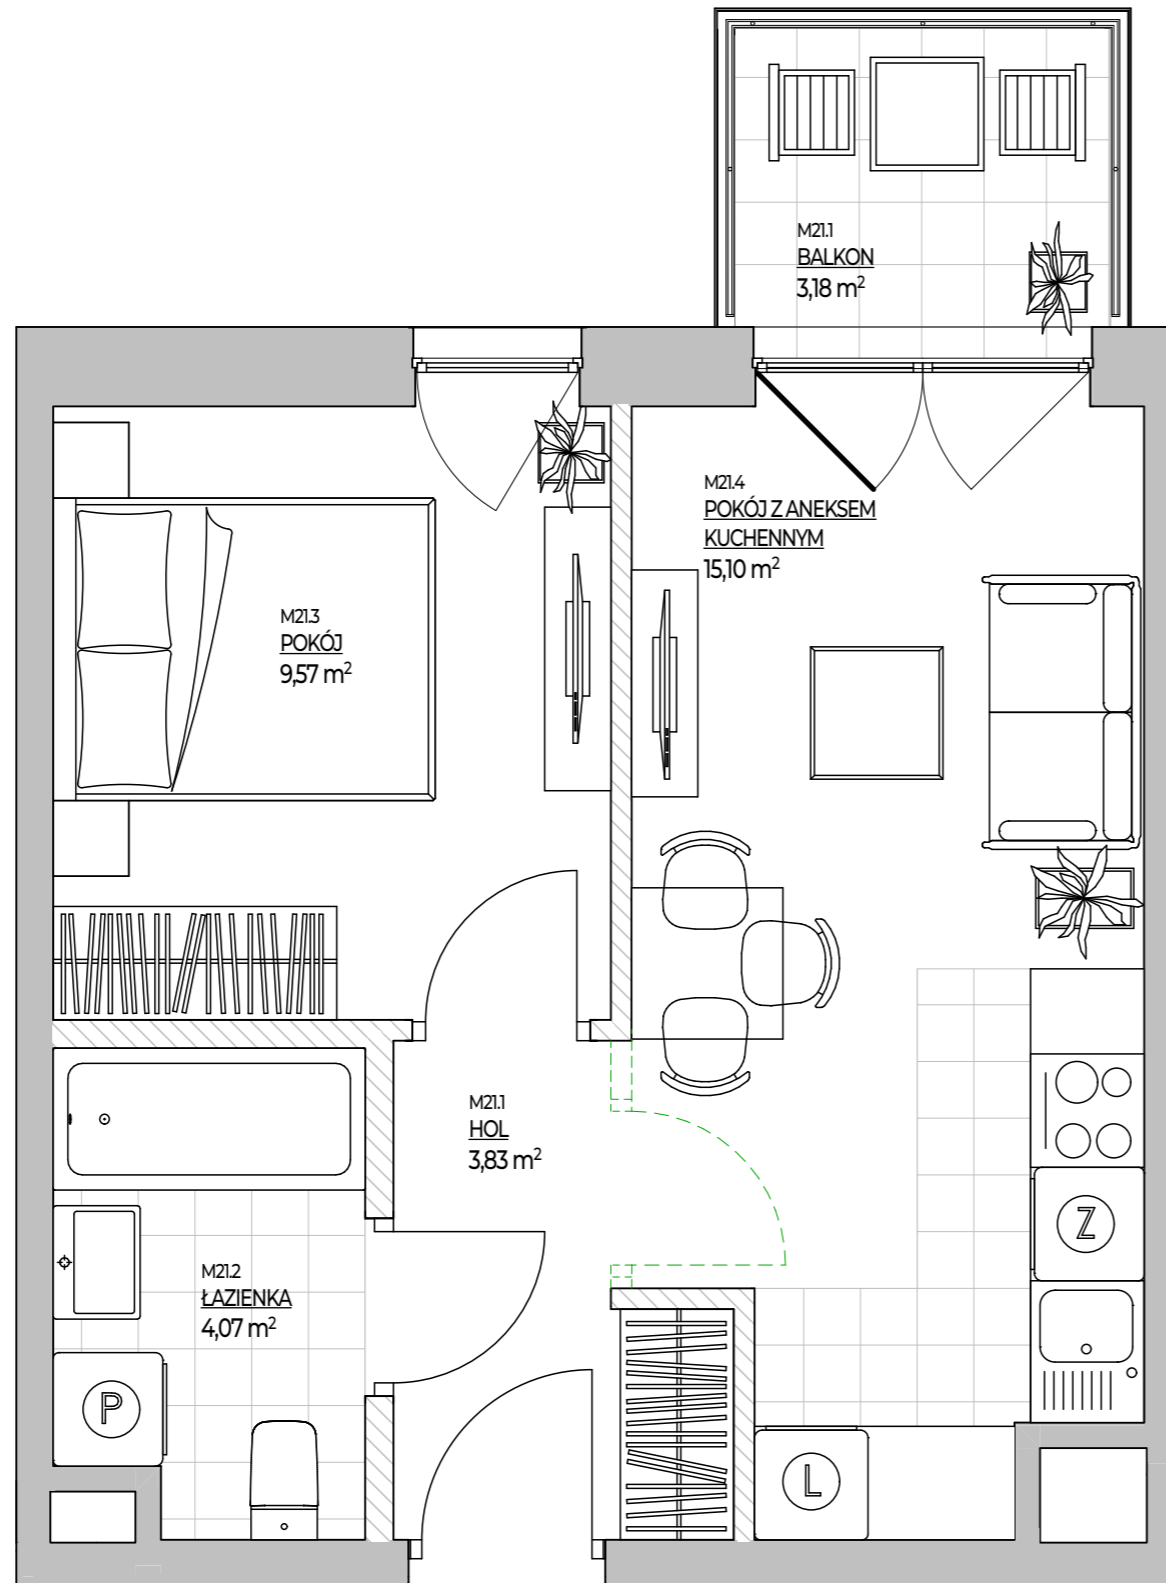 M21.1
BALKON
3,18 m²
M21.4
POKÓJ Z ANEKSEM
KUCHENNYM
15,10 m²
M21.3
POKÓJ
9,57 m²
M21.1
HOL
3,83 m²
Z
M21.2
ŁAZIENKA
4,07 m²
P
L